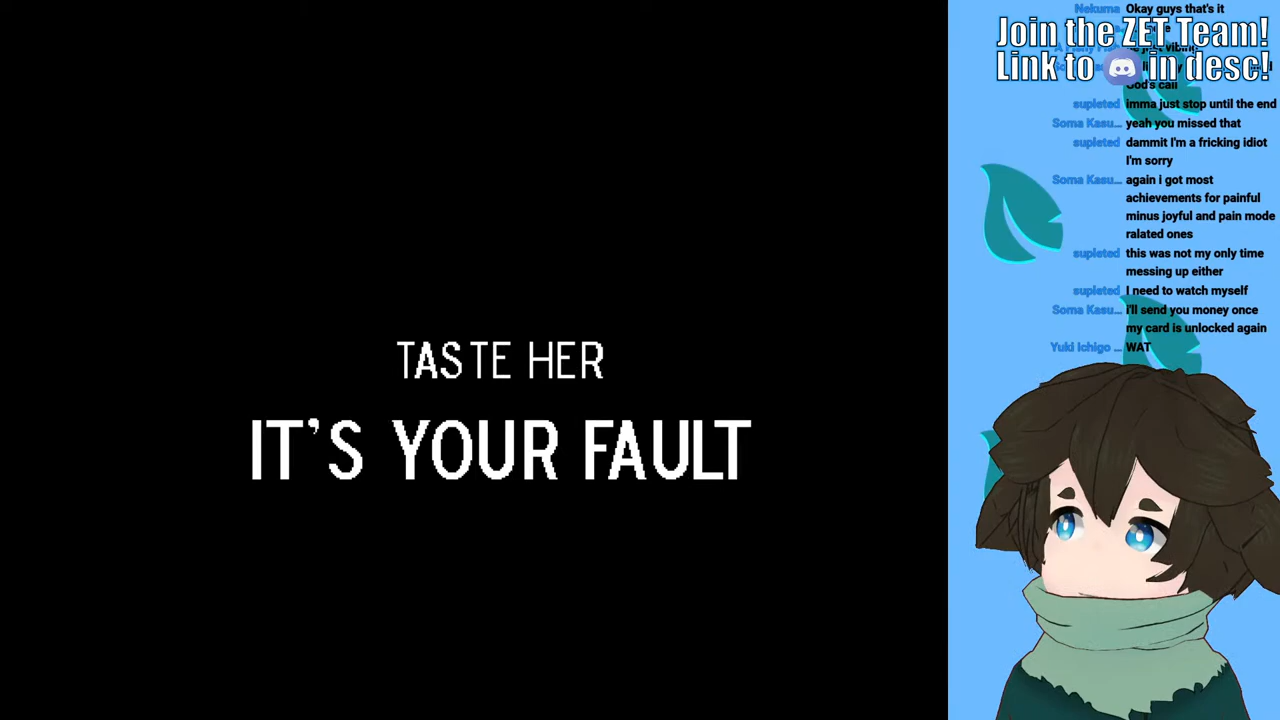 TASTE HER
IT'S YOUR FAULT
Join the ZET Team!
Link to in desc!
Nekuma Okay guys that's it
God's call
supleted imma just stop until the end
Soma Kasu... yeah you missed that
supleted dammit I'm a fricking idiot
I'm sorry
Soma Kasu... again i got most
achievements for painful
minus joyful and pain mode
ralated ones
supleted this was not my only time
messing up either
supleted I need to watch myself
Soma Kasu... i'll send you money once
my card is unlocked again
Yuki Ichigo ... WAT